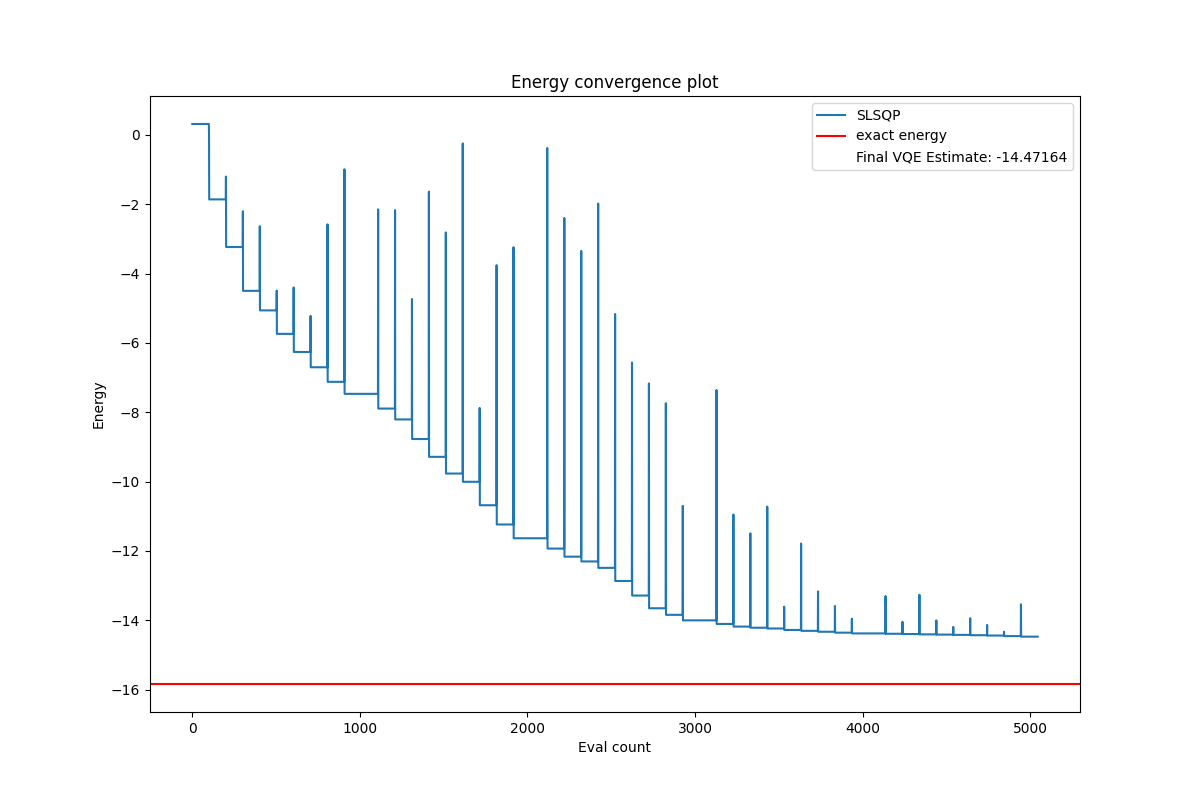 Energy convergence plot
SLSQP
exact energy
Final VQE Estimate: -14.47164
0
−2
−4
−6
−8
−10
−12
−14
−16
Energy
0 1000 2000 3000 4000 5000
Eval count